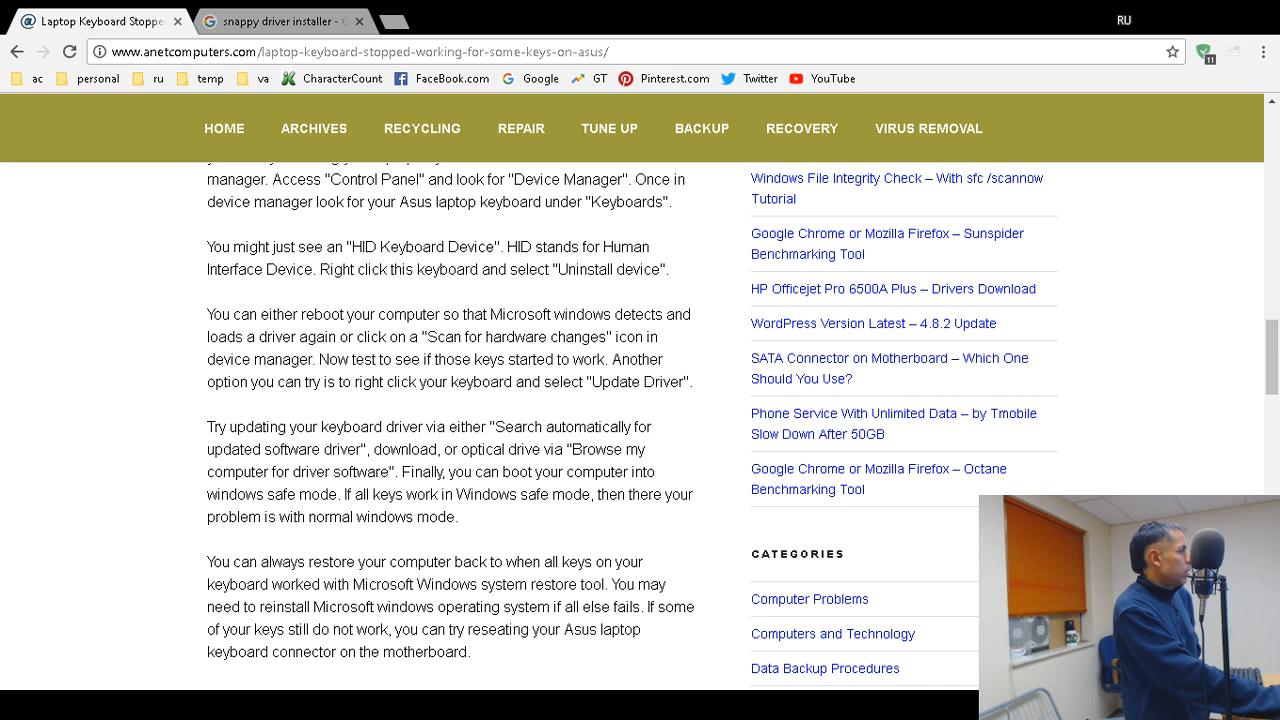 Laptop Keyboard Stoppe
snappy driver installer - G
RU
www.anetcomputers.com/laptop-keyboard-stopped-working-for-some-keys-on-asus/
11
ac personal ru temp va CharacterCount FaceBook.com Google GT Pinterest.com Twitter YouTube
HOME ARCHIVES RECYCLING REPAIR TUNE UP BACKUP RECOVERY VIRUS REMOVAL
manager. Access "Control Panel" and look for "Device Manager". Once in
device manager look for your Asus laptop keyboard under "Keyboards".
You might just see an "HID Keyboard Device". HID stands for Human
Interface Device. Right click this keyboard and select "Uninstall device".
You can either reboot your computer so that Microsoft windows detects and
loads a driver again or click on a "Scan for hardware changes" icon in
device manager. Now test to see if those keys started to work. Another
option you can try is to right click your keyboard and select "Update Driver".
Try updating your keyboard driver via either "Search automatically for
updated software driver", download, or optical drive via "Browse my
computer for driver software". Finally, you can boot your computer into
windows safe mode. If all keys work in Windows safe mode, then there your
problem is with normal windows mode.
You can always restore your computer back to when all keys on your
keyboard worked with Microsoft Windows system restore tool. You may
need to reinstall Microsoft windows operating system if all else fails. If some
of your keys still do not work, you can try reseating your Asus laptop
keyboard connector on the motherboard.
Windows File Integrity Check – With sfc /scannow
Tutorial
Google Chrome or Mozilla Firefox – Sunspider
Benchmarking Tool
HP Officejet Pro 6500A Plus – Drivers Download
WordPress Version Latest – 4.8.2 Update
SATA Connector on Motherboard – Which One
Should You Use?
Phone Service With Unlimited Data – by Tmobile
Slow Down After 50GB
Google Chrome or Mozilla Firefox – Octane
Benchmarking Tool
CATEGORIES
Computer Problems
Computers and Technology
Data Backup Procedures